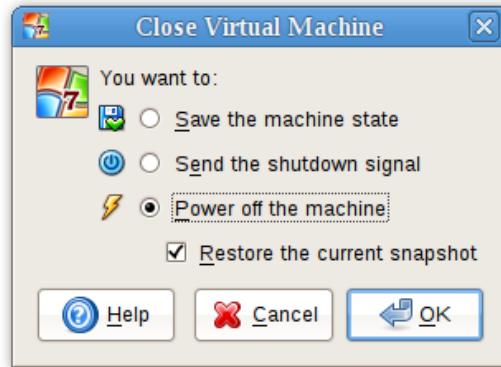 Close Virtual Machine
7
You want to:
Save the machine state
Send the shutdown signal
Power off the machine
Restore the current snapshot
Help
Cancel
OK